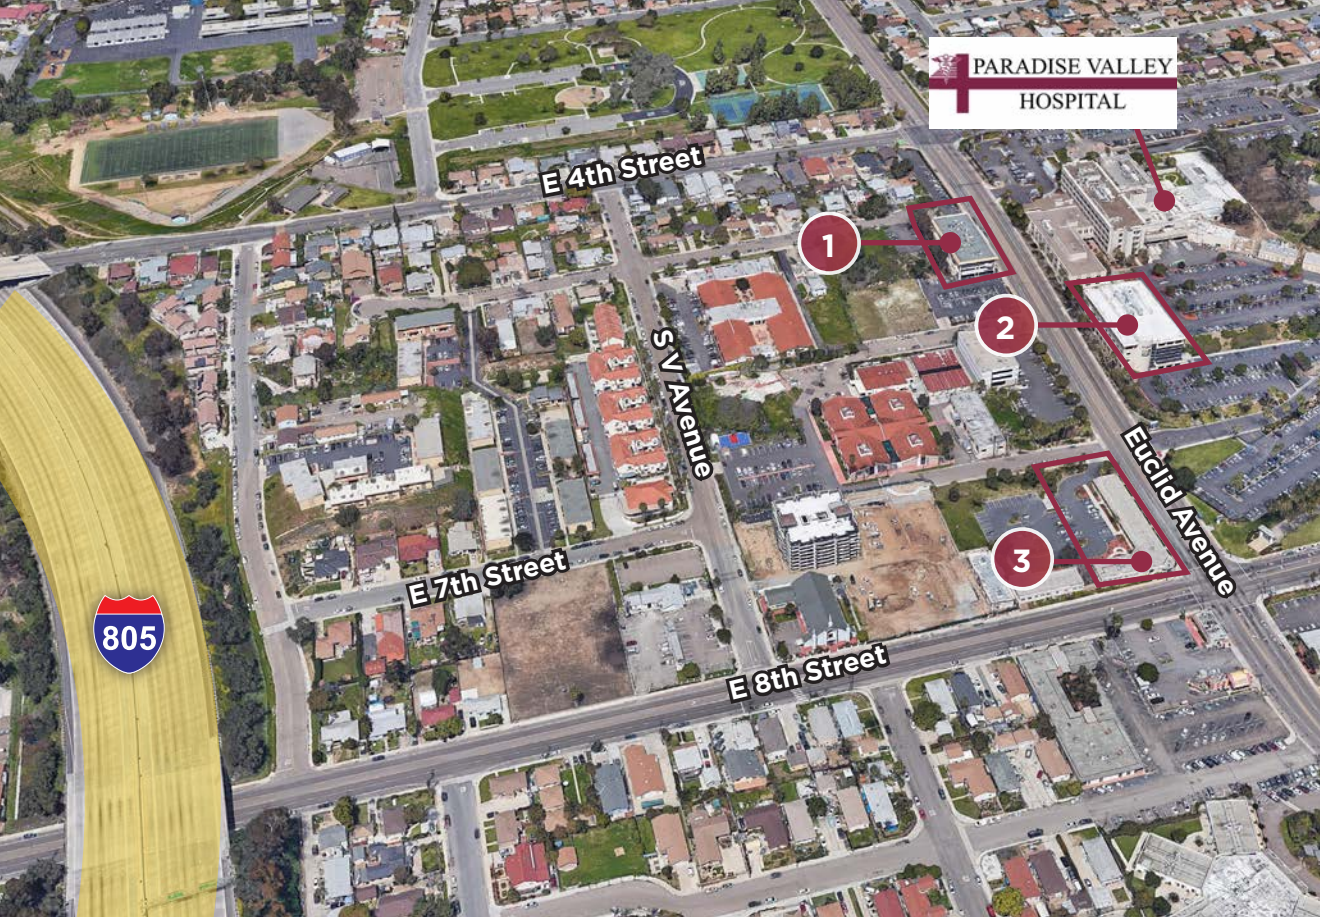 PARADISE VALLEY
HOSPITAL
E 4th Street
1
2
S V Avenue
Euclid Avenue
3
E 7th Street
805
E 8th Street